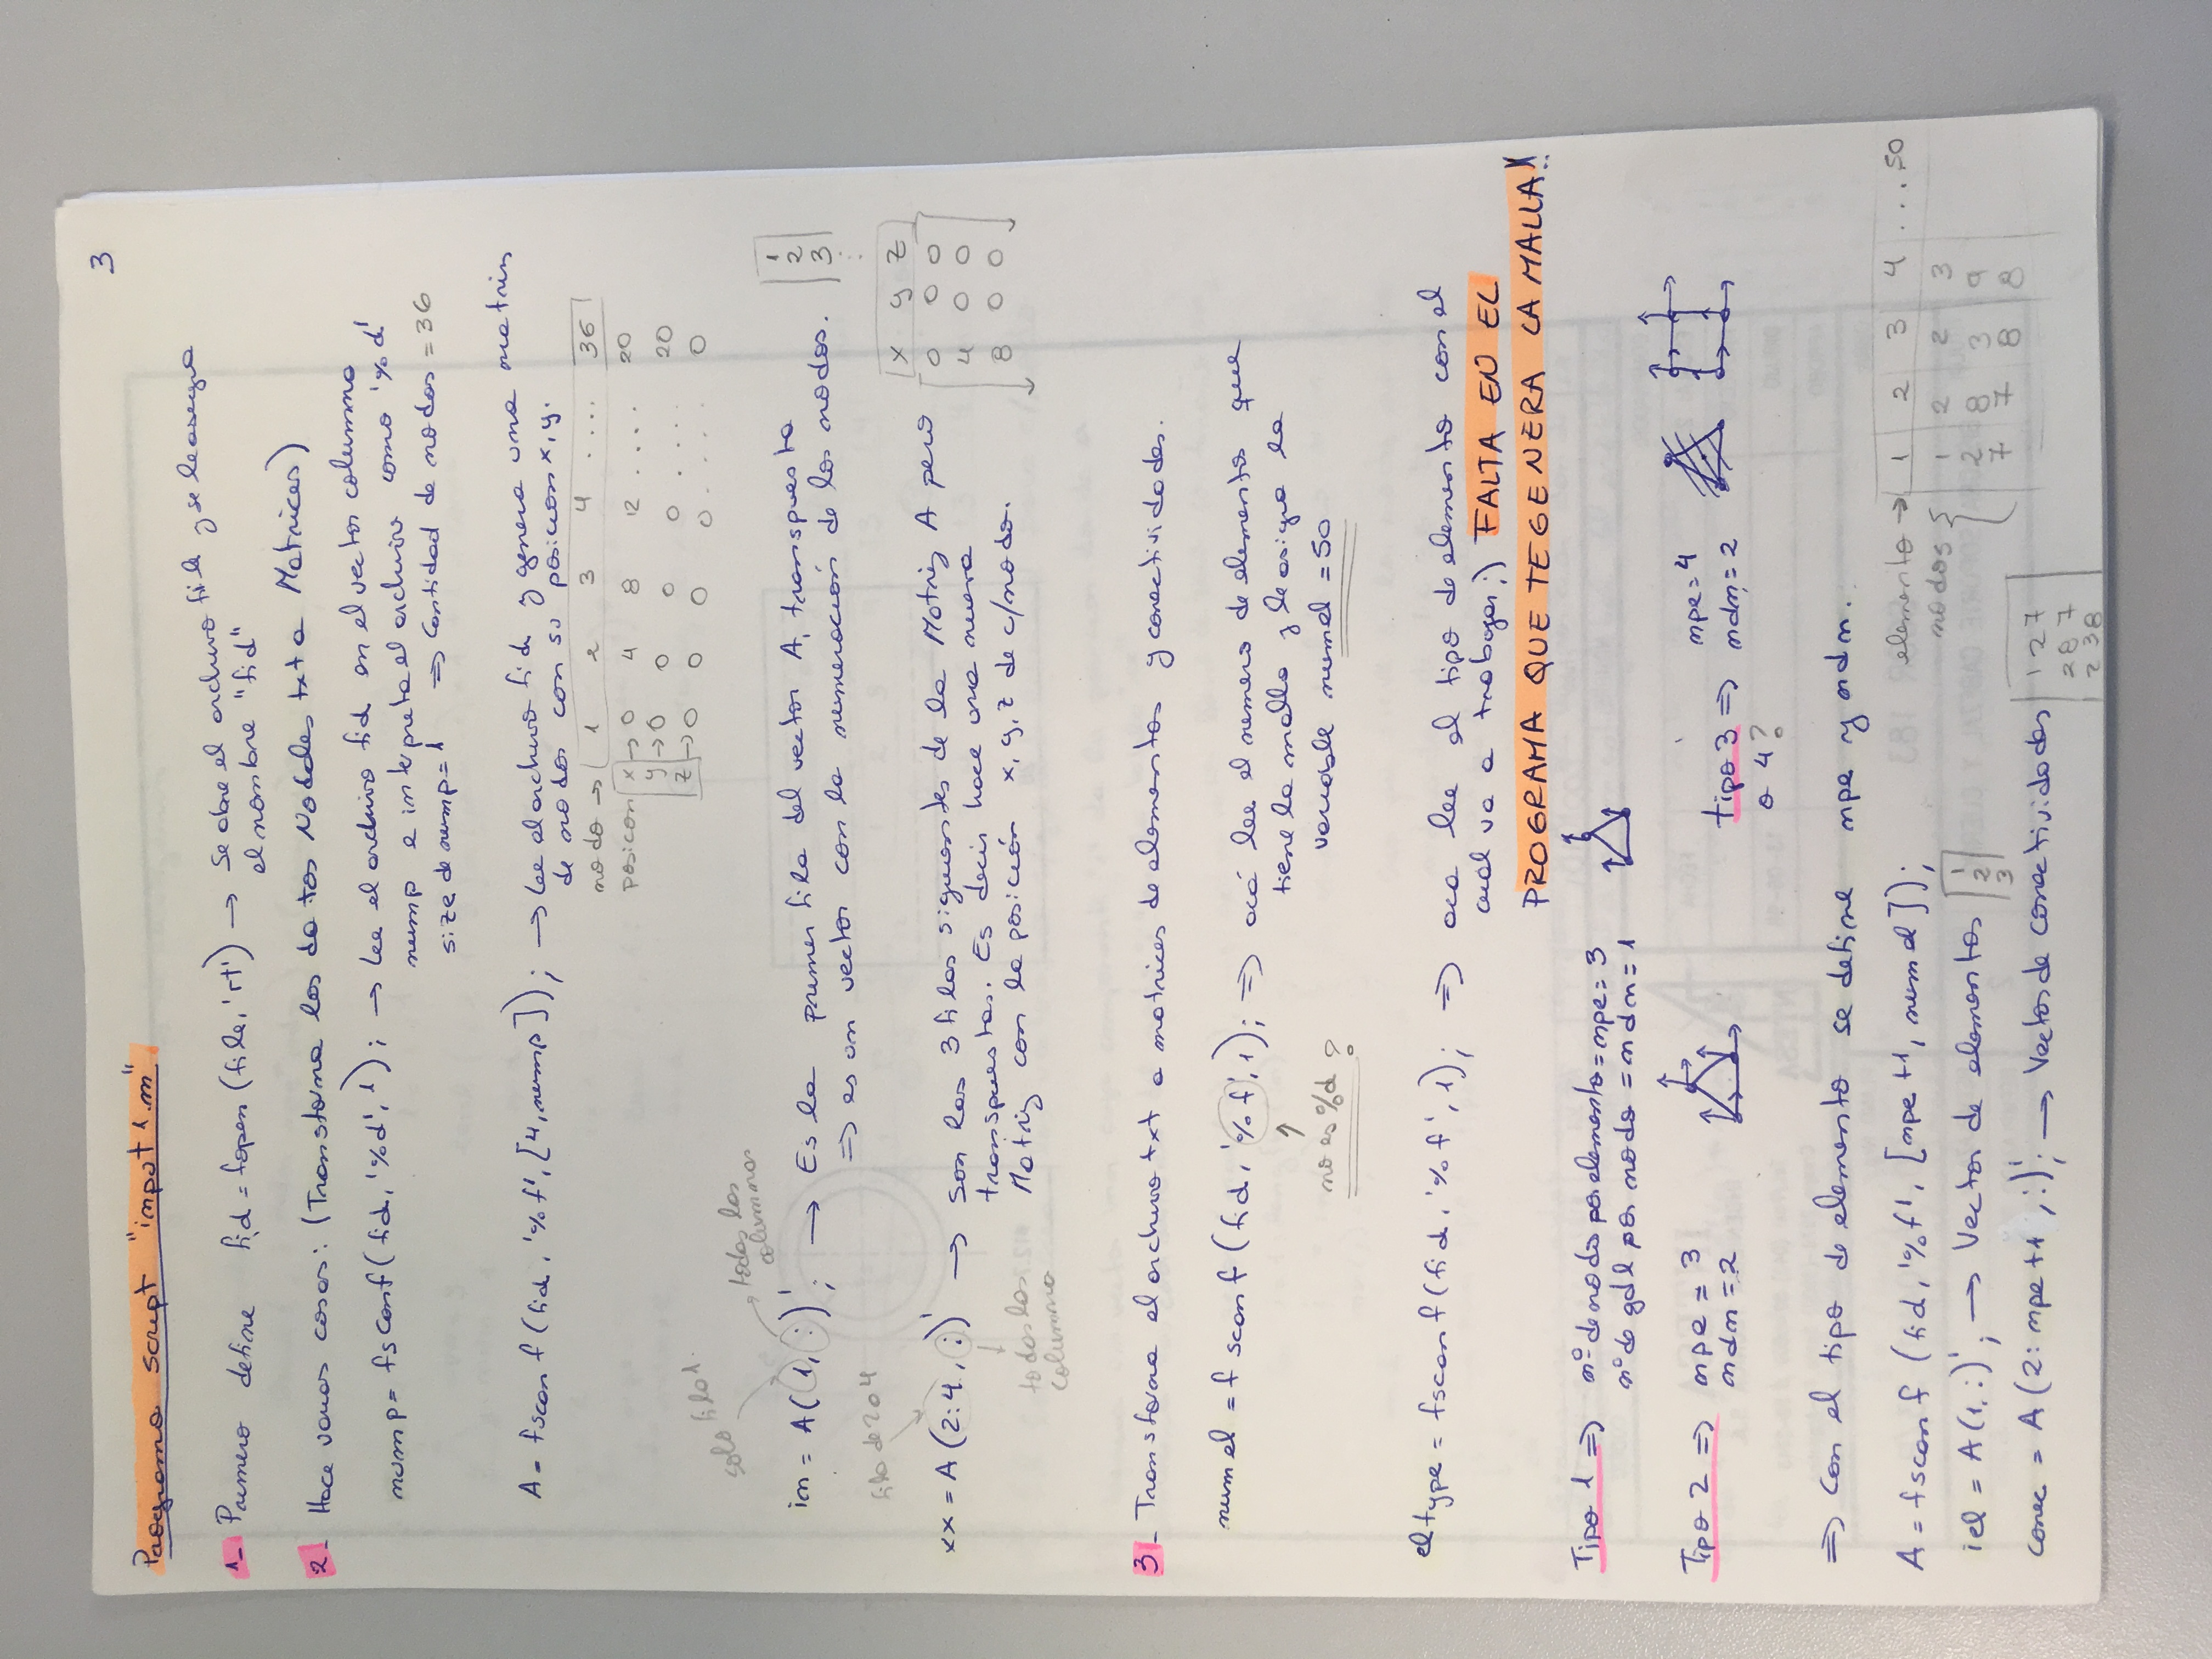 3
Programa script "input1.m"
1- Primero define fid = fopen (file, 'rt') → Se abre el archivo file y se le asegna
el nombre "fid"
2- Hace varias cosas: (Transforma los datos Nodales txt a Matrices)
nump = fscanf( fid, '%d', 1); → Lee el archivo fid en el vector columna
nump e interpreta el archivo como '%d'
size de nump=1 ⇒ Cantidad de nodos = 36
A = fscanf (fid, '%f', [4,nump]); → Lee el archivo fid y genera una matriz
de nodos con su posicion x, y.
nodo → 1 2 3 4 .... 36
posicion x → 0 4 8 12 .... 20
y → 0 0 0 0 .... 20
z → 0 0 0 0 .... 0
solo fila 1.
todas las
columnas
in = A(1, :)'; → Es la primer fila del vector A, transpuesta
⇒ es un vector con la numeración de los nodos.
1
2
3
:
fila de 2 a 4
xx = A (2:4, :)' → son las 3 filas siguientes de la Matriz A pero
transpuestas. Es decir hace una nueva
Matriz con la posición x, y, z de c/nodo.
todas las
columna
x y z
0 0 0
4 0 0
8 0 0
3- Transforma el archivo txt a matrices de elementos y conectividades.
numel = fscanf (fid, '%f', 1); ⇒ acá lee el numero de elementos que
tiene la malla y le asigna la
variable numel = 50
↑
no es %d ?
eltype = fscanf (fid, '%f', 1); ⇒ aca lee el tipo de elemento con el
cual va a trabajar;) FALTA EN EL
PROGRAMA QUE TE GENERA LA MALLA!!
Tipo 1 ⇒ nº de nodo por elemento = npe = 3
nº de gdl por nodo = ndn = 1
Tipo 2 ⇒ npe = 3
ndn = 2
tipo 3 ⇒ npe = 4
ndn = 2
o 4?
⇒ Con el tipo de elemento se define npe y ndn.
A = fscanf (fid, '%f', [npe+1, numel]);
iel = A(1, :)'; → Vector de elementos
1
2
3
conec = A (2: npe+1, :)'; → Vector de conectividades
1 2 7
2 8 7
2 3 8
elemento → 1 2 3 4 ... 50
nodos { 1 2 2 3
2 8 3 9
7 7 8 8